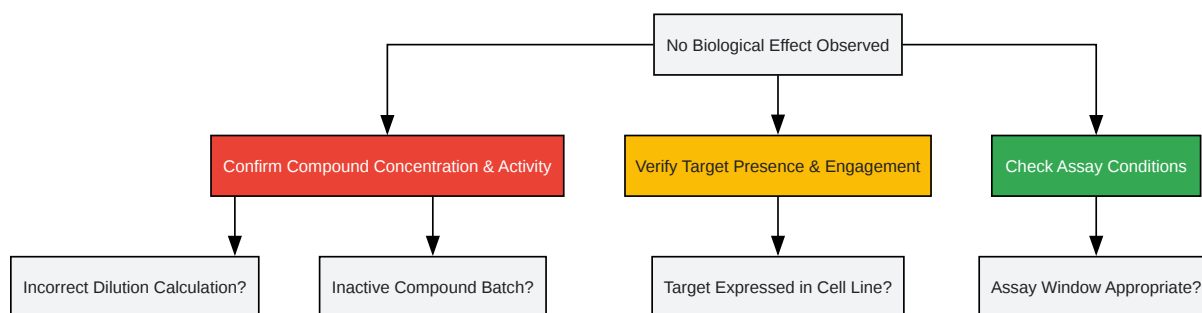 No Biological Effect Observed
Confirm Compound Concentration & Activity
Verify Target Presence & Engagement
Check Assay Conditions
Incorrect Dilution Calculation?
Inactive Compound Batch?
Target Expressed in Cell Line?
Assay Window Appropriate?